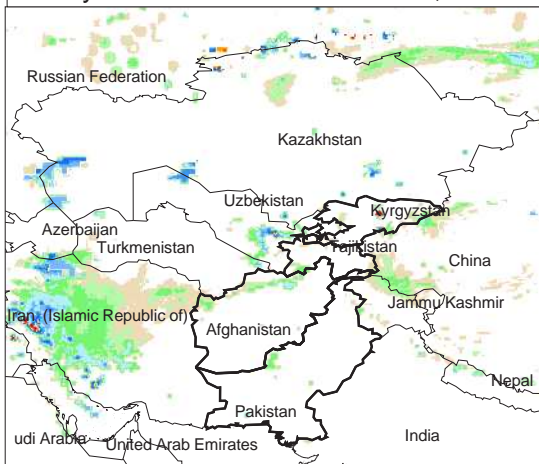 Russian Federation
Kazakhstan
Uzbekistan
Kyrgyzstan
Azerbaijan
Turkmenistan
Tajikistan
China
Jammu/Kashmir
Iran (Islamic Republic of)
Afghanistan
Nepal
Pakistan
udi Arabia
United Arab Emirates
India